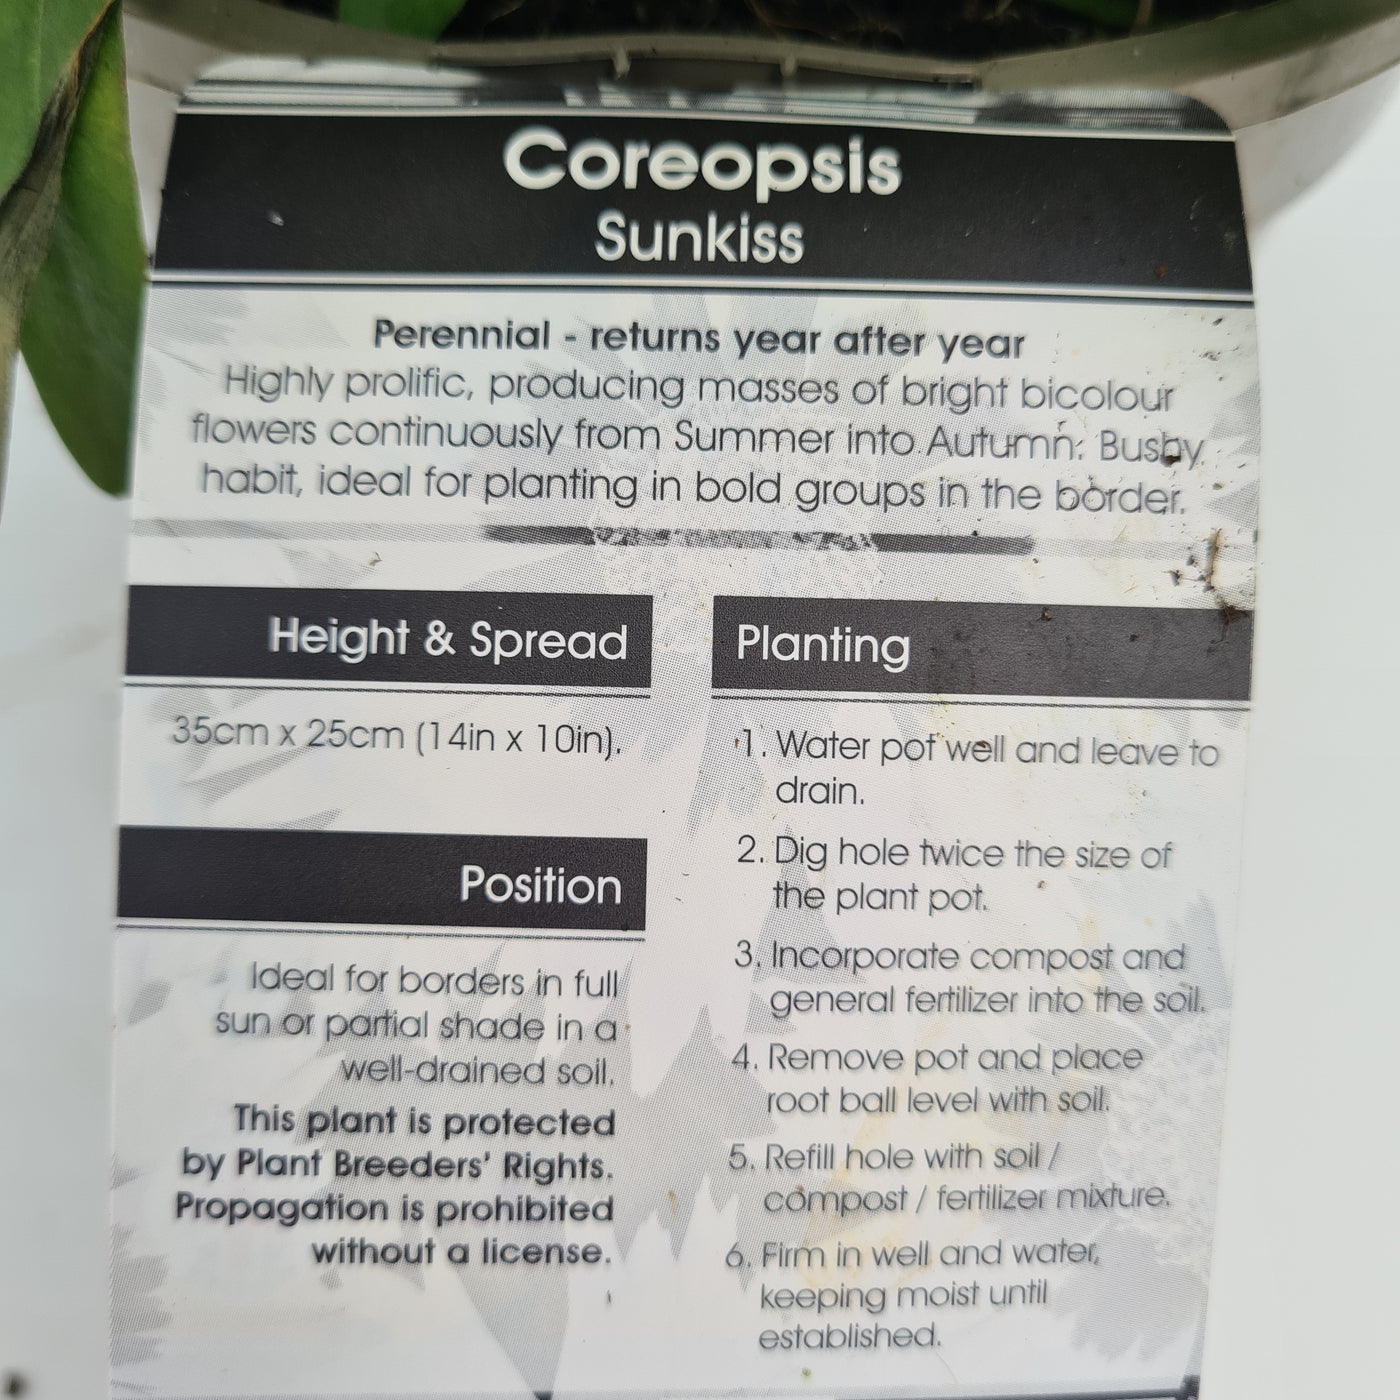 Coreopsis
Sunkiss
Perennial - returns year after year
Highly prolific, producing masses of bright bicolour
flowers continuously from Summer into Autumn. Bushy
habit, ideal for planting in bold groups in the border.
Height & Spread
35cm x 25cm (14in x 10in).
Position
Ideal for borders in full
sun or partial shade in a
well-drained soil.
This plant is protected
by Plant Breeders' Rights.
Propagation is prohibited
without a license.
Planting
1. Water pot well and leave to
drain.
2. Dig hole twice the size of
the plant pot.
3. Incorporate compost and
general fertilizer into the soil.
4. Remove pot and place
root ball level with soil.
5. Refill hole with soil /
compost / fertilizer mixture.
6. Firm in well and water,
keeping moist until
established.